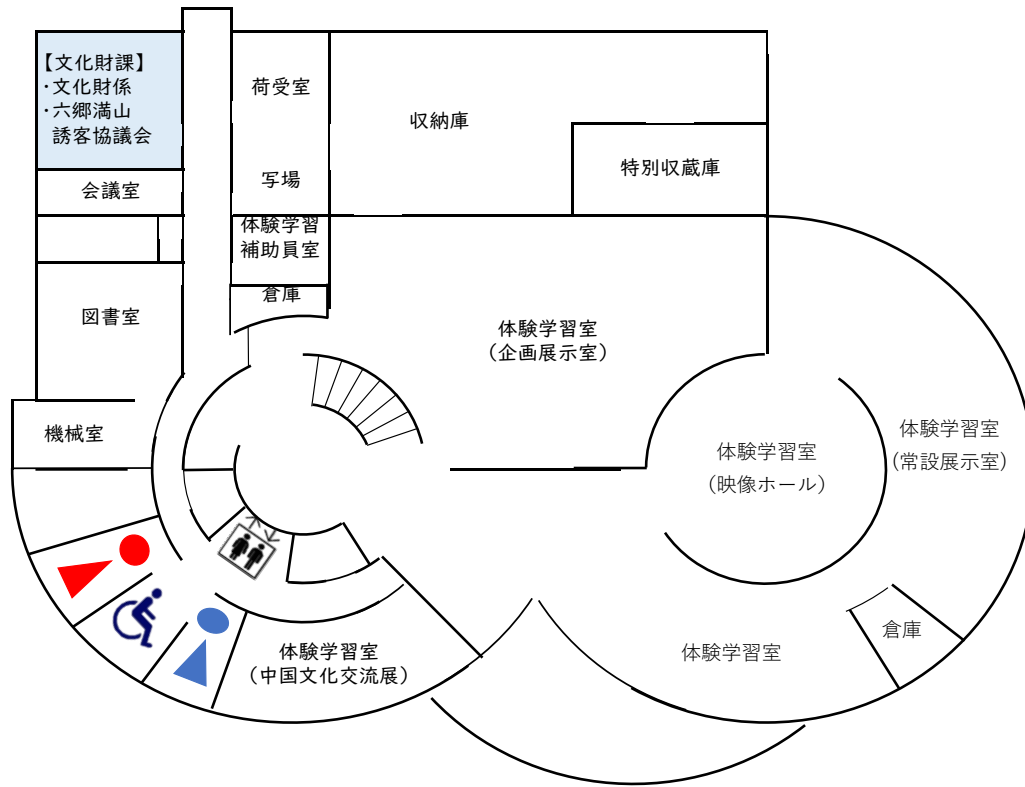 【文化財課】
・文化財係
・六郷満山
誘客協議会
荷受室
収納庫
特別収蔵庫
会議室
写場
体験学習
補助員室
倉庫
図書室
体験学習室
（企画展示室）
機械室
体験学習室
（映像ホール）
体験学習室
（常設展示室）
体験学習室
（中国文化交流展）
体験学習室
倉庫